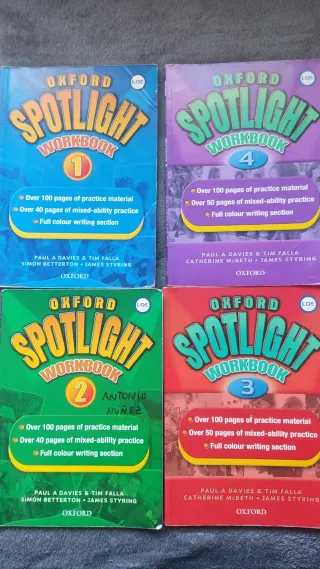 OXFORD
LOE
SPOTLIGHT
WORKBOOK
1
Over 100 pages of practice material
Over 40 pages of mixed-ability practice
Full colour writing section
PAUL A DAVIES & TIM FALLA
SIMON BETTERTON • JAMES STYRING
OXFORD
OXFORD
LOE
SPOTLIGHT
WORKBOOK
4
Over 100 pages of practice material
Over 50 pages of mixed-ability practice
Full colour writing section
PAUL A DAVIES & TIM FALLA
CATHERINE McBETH • JAMES STYRING
OXFORD
OXFORD
LOE
SPOTLIGHT
WORKBOOK
2
ANTONIO
NUÑEZ
Over 100 pages of practice material
Over 40 pages of mixed-ability practice
Full colour writing section
PAUL A DAVIES & TIM FALLA
SIMON BETTERTON • JAMES STYRING
OXFORD
OXFORD
LOE
SPOTLIGHT
WORKBOOK
3
Over 100 pages of practice material
Over 50 pages of mixed-ability practice
Full colour writing section
PAUL A DAVIES & TIM FALLA
CATHERINE McBETH • JAMES STYRING
OXFORD